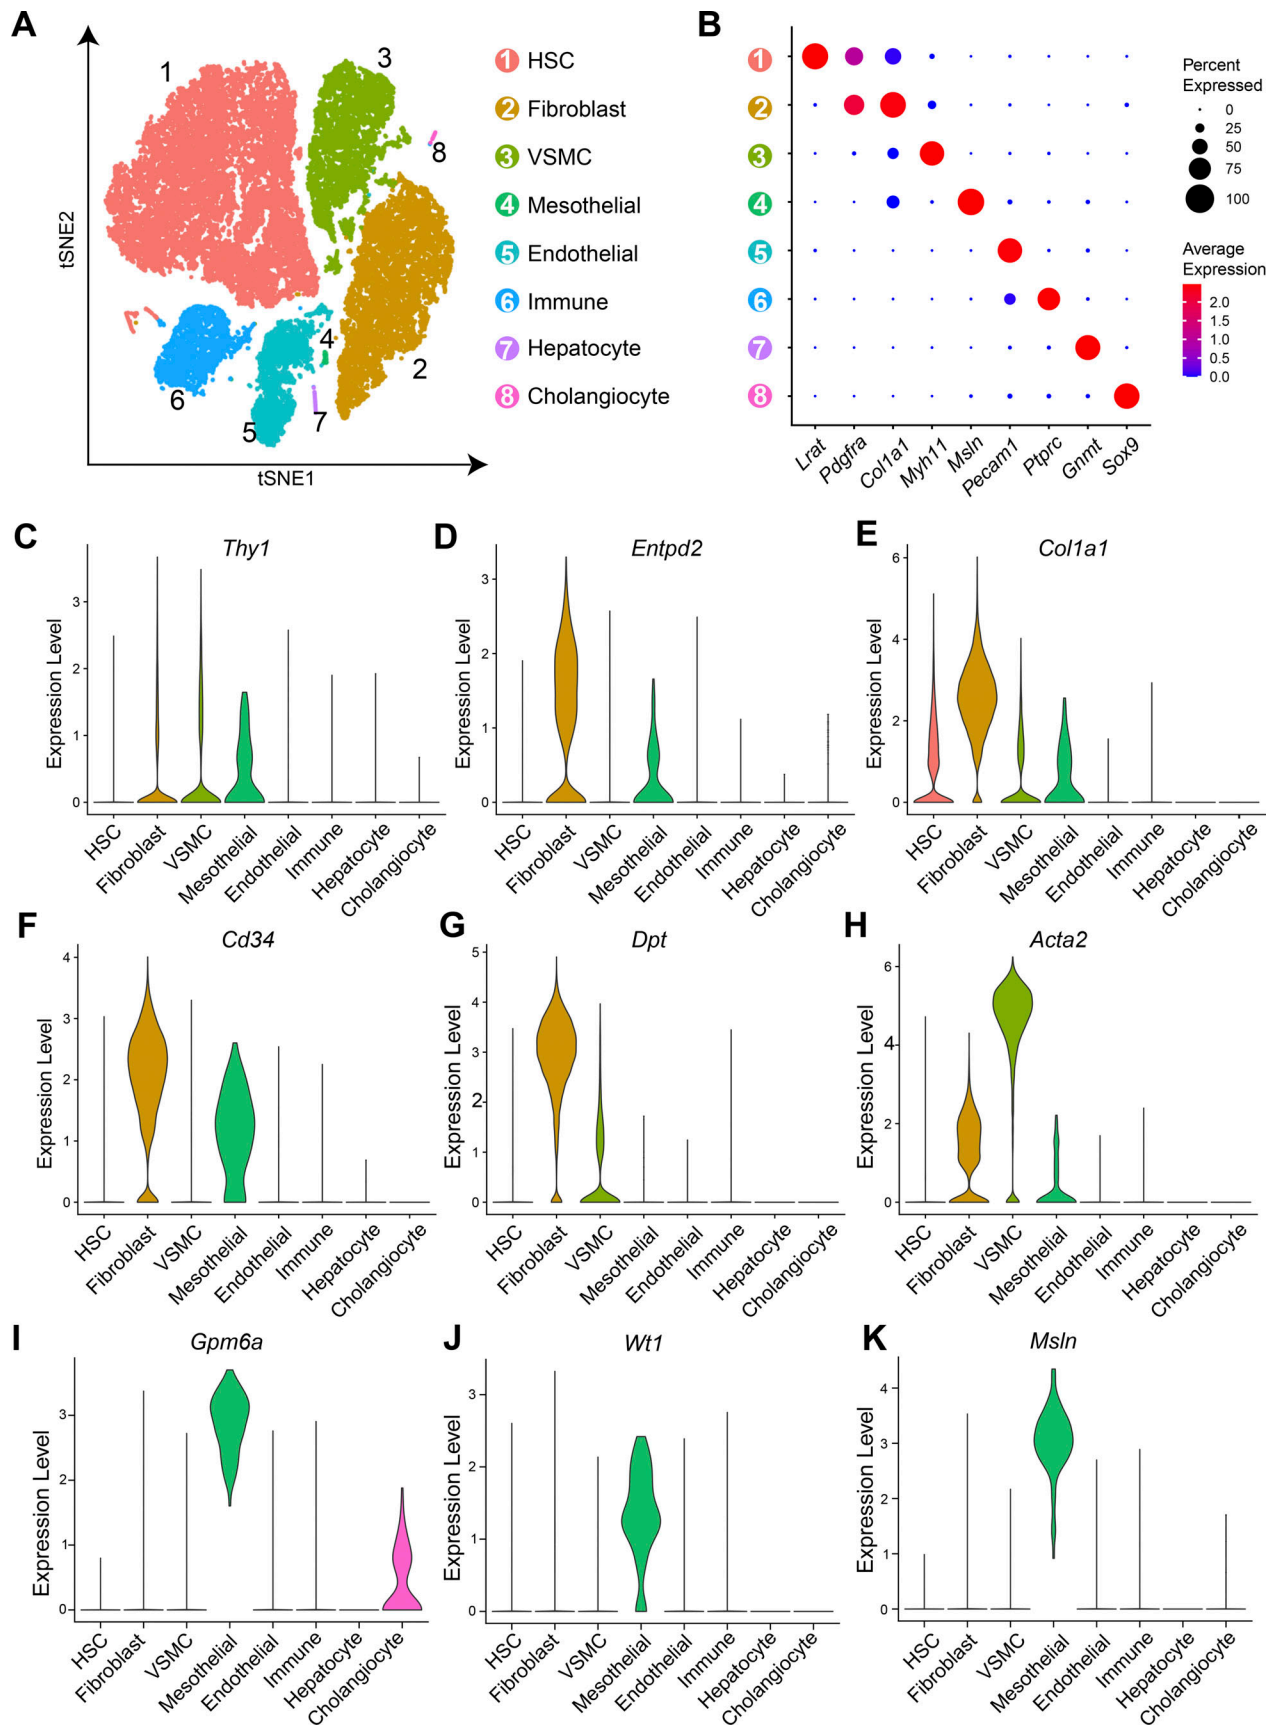 A
tSNE2
tSNE1
1
3
8
2
4
7
5
6
1 HSC
2 Fibroblast
3 VSMC
4 Mesothelial
5 Endothelial
6 Immune
7 Hepatocyte
8 Cholangiocyte
B
1
2
3
4
5
6
7
8
Lrat
Pdgfra
Col1a1
Myh11
Msln
Pecam1
Ptprc
Gnmt
Sox9
Percent
Expressed
0
25
50
75
100
Average
Expression
2.0
1.5
1.0
0.5
0.0
C
Thy1
Expression Level
3
2
1
0
HSC
Fibroblast
VSMC
Mesothelial
Endothelial
Immune
Hepatocyte
Cholangiocyte
D
Entpd2
Expression Level
3
2
1
0
HSC
Fibroblast
VSMC
Mesothelial
Endothelial
Immune
Hepatocyte
Cholangiocyte
E
Col1a1
Expression Level
6
4
2
0
HSC
Fibroblast
VSMC
Mesothelial
Endothelial
Immune
Hepatocyte
Cholangiocyte
F
Cd34
Expression Level
4
3
2
1
0
HSC
Fibroblast
VSMC
Mesothelial
Endothelial
Immune
Hepatocyte
Cholangiocyte
G
Dpt
Expression Level
5
4
3
2
1
0
HSC
Fibroblast
VSMC
Mesothelial
Endothelial
Immune
Hepatocyte
Cholangiocyte
H
Acta2
Expression Level
6
4
2
0
HSC
Fibroblast
VSMC
Mesothelial
Endothelial
Immune
Hepatocyte
Cholangiocyte
I
Gpm6a
Expression Level
3
2
1
0
HSC
Fibroblast
VSMC
Mesothelial
Endothelial
Immune
Hepatocyte
Cholangiocyte
J
Wt1
Expression Level
3
2
1
0
HSC
Fibroblast
VSMC
Mesothelial
Endothelial
Immune
Hepatocyte
Cholangiocyte
K
Msln
Expression Level
4
3
2
1
0
HSC
Fibroblast
VSMC
Mesothelial
Endothelial
Immune
Hepatocyte
Cholangiocyte